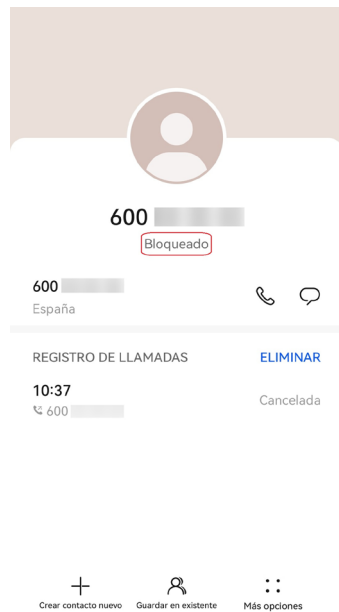 600
Bloqueado
600
España
REGISTRO DE LLAMADAS ELIMINAR
10:37
Cancelada
600
Crear contacto nuevo Guardar en existente Más opciones